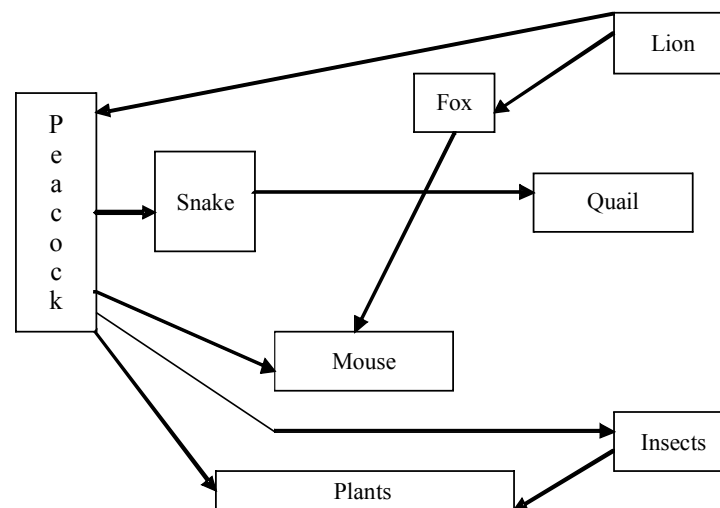 Lion
Fox
P
e
a
c
o
c
k
Snake
Quail
Mouse
Insects
Plants